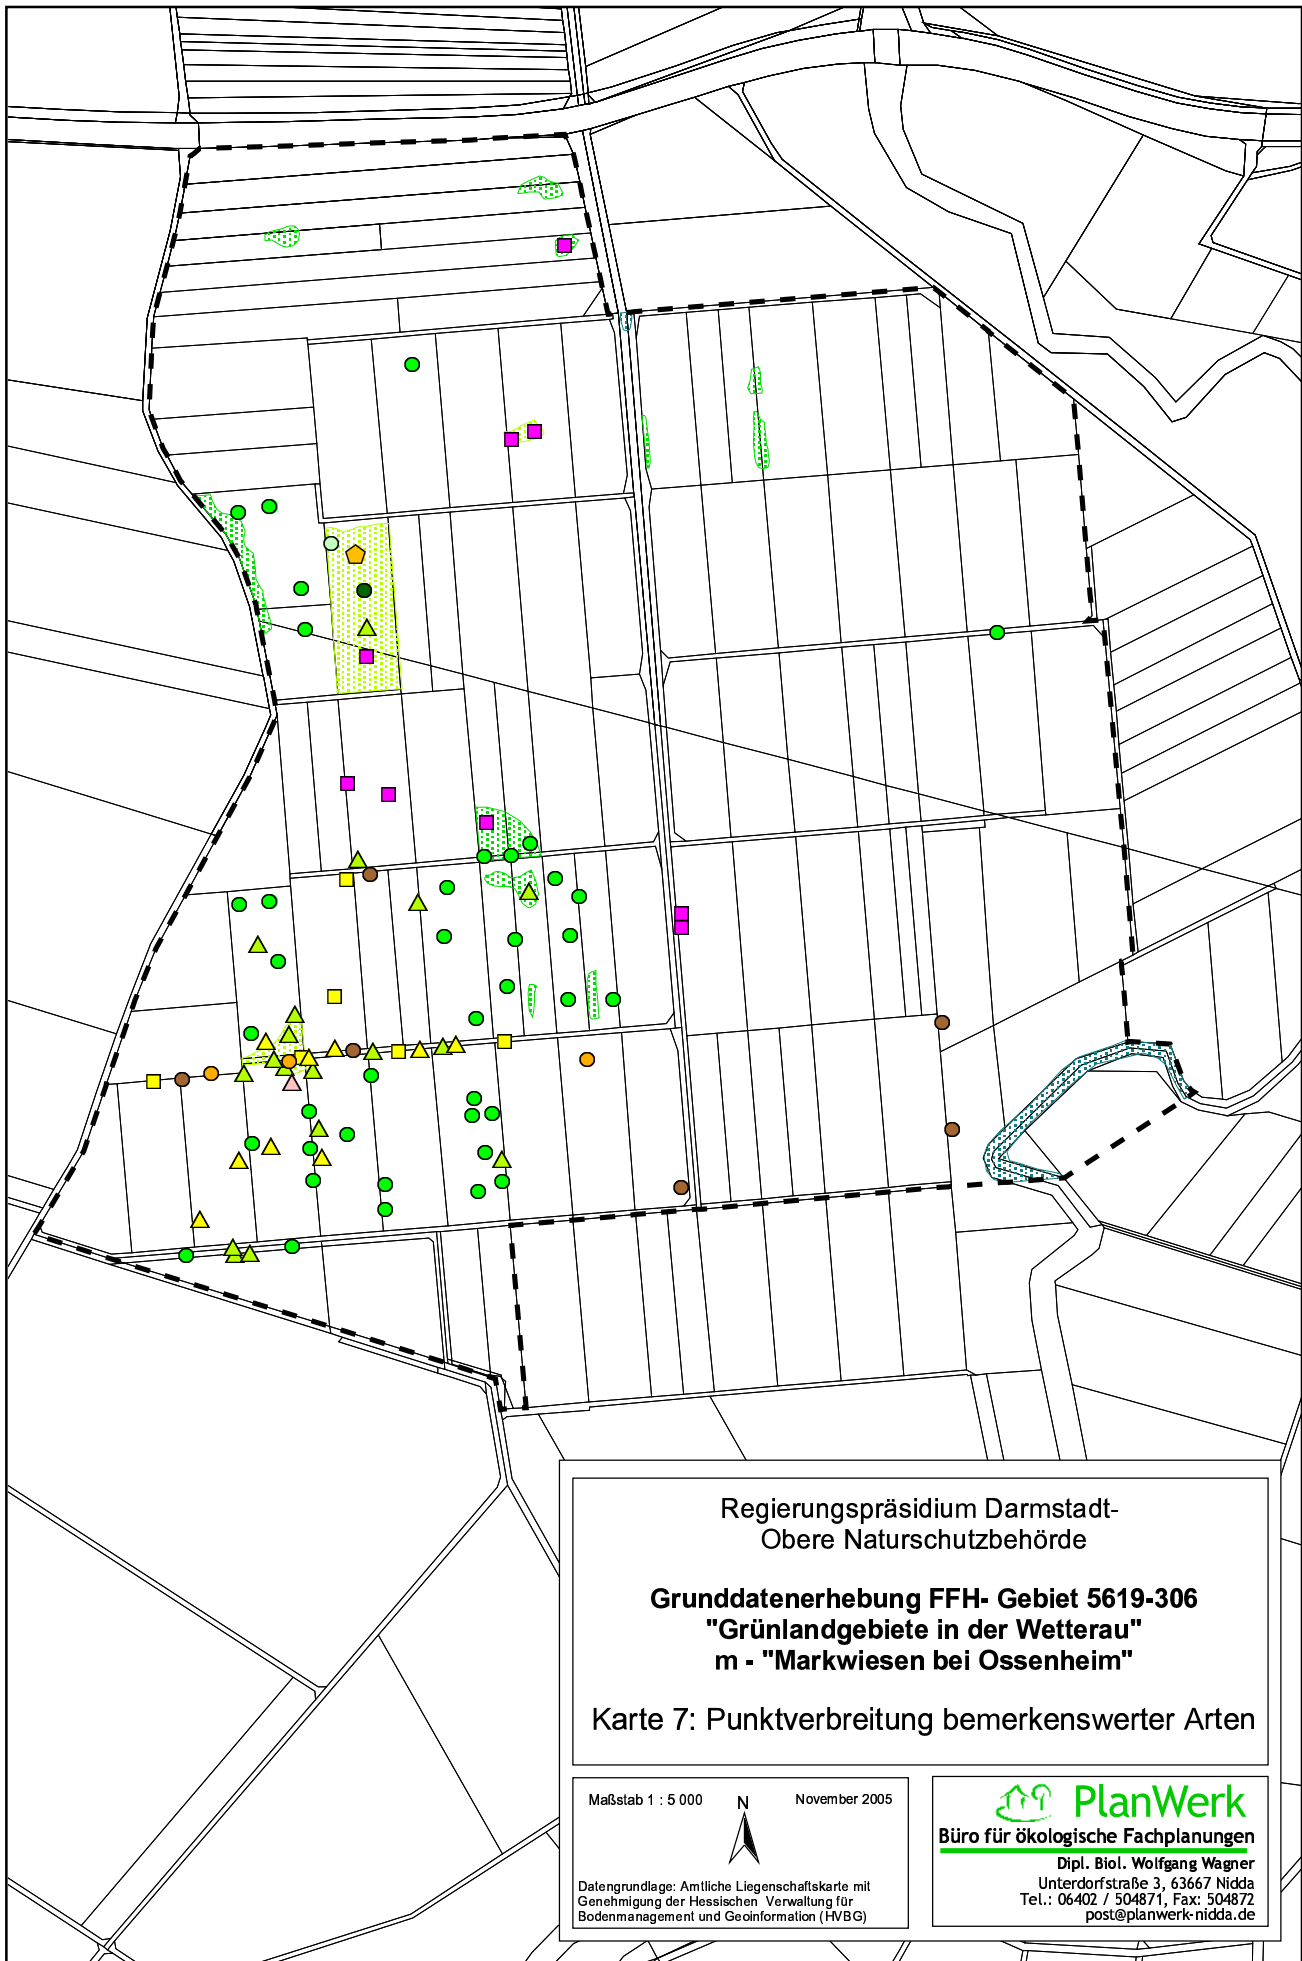 Regierungspräsidium Darmstadt-
Obere Naturschutzbehörde
Grunddatenerhebung FFH- Gebiet 5619-306
"Grünlandgebiete in der Wetterau"
m - "Markwiesen bei Ossenheim"
Karte 7: Punktverbreitung bemerkenswerter Arten
Maßstab 1 : 5 000
N
November 2005
Datengrundlage: Amtliche Liegenschaftskarte mit
Genehmigung der Hessischen Verwaltung für
Bodenmanagement und Geoinformation (HVBG)
PlanWerk
Büro für ökologische Fachplanungen
Dipl. Biol. Wolfgang Wagner
Unterdorfstraße 3, 63667 Nidda
Tel.: 06402 / 504871, Fax: 504872
post@planwerk-nidda.de